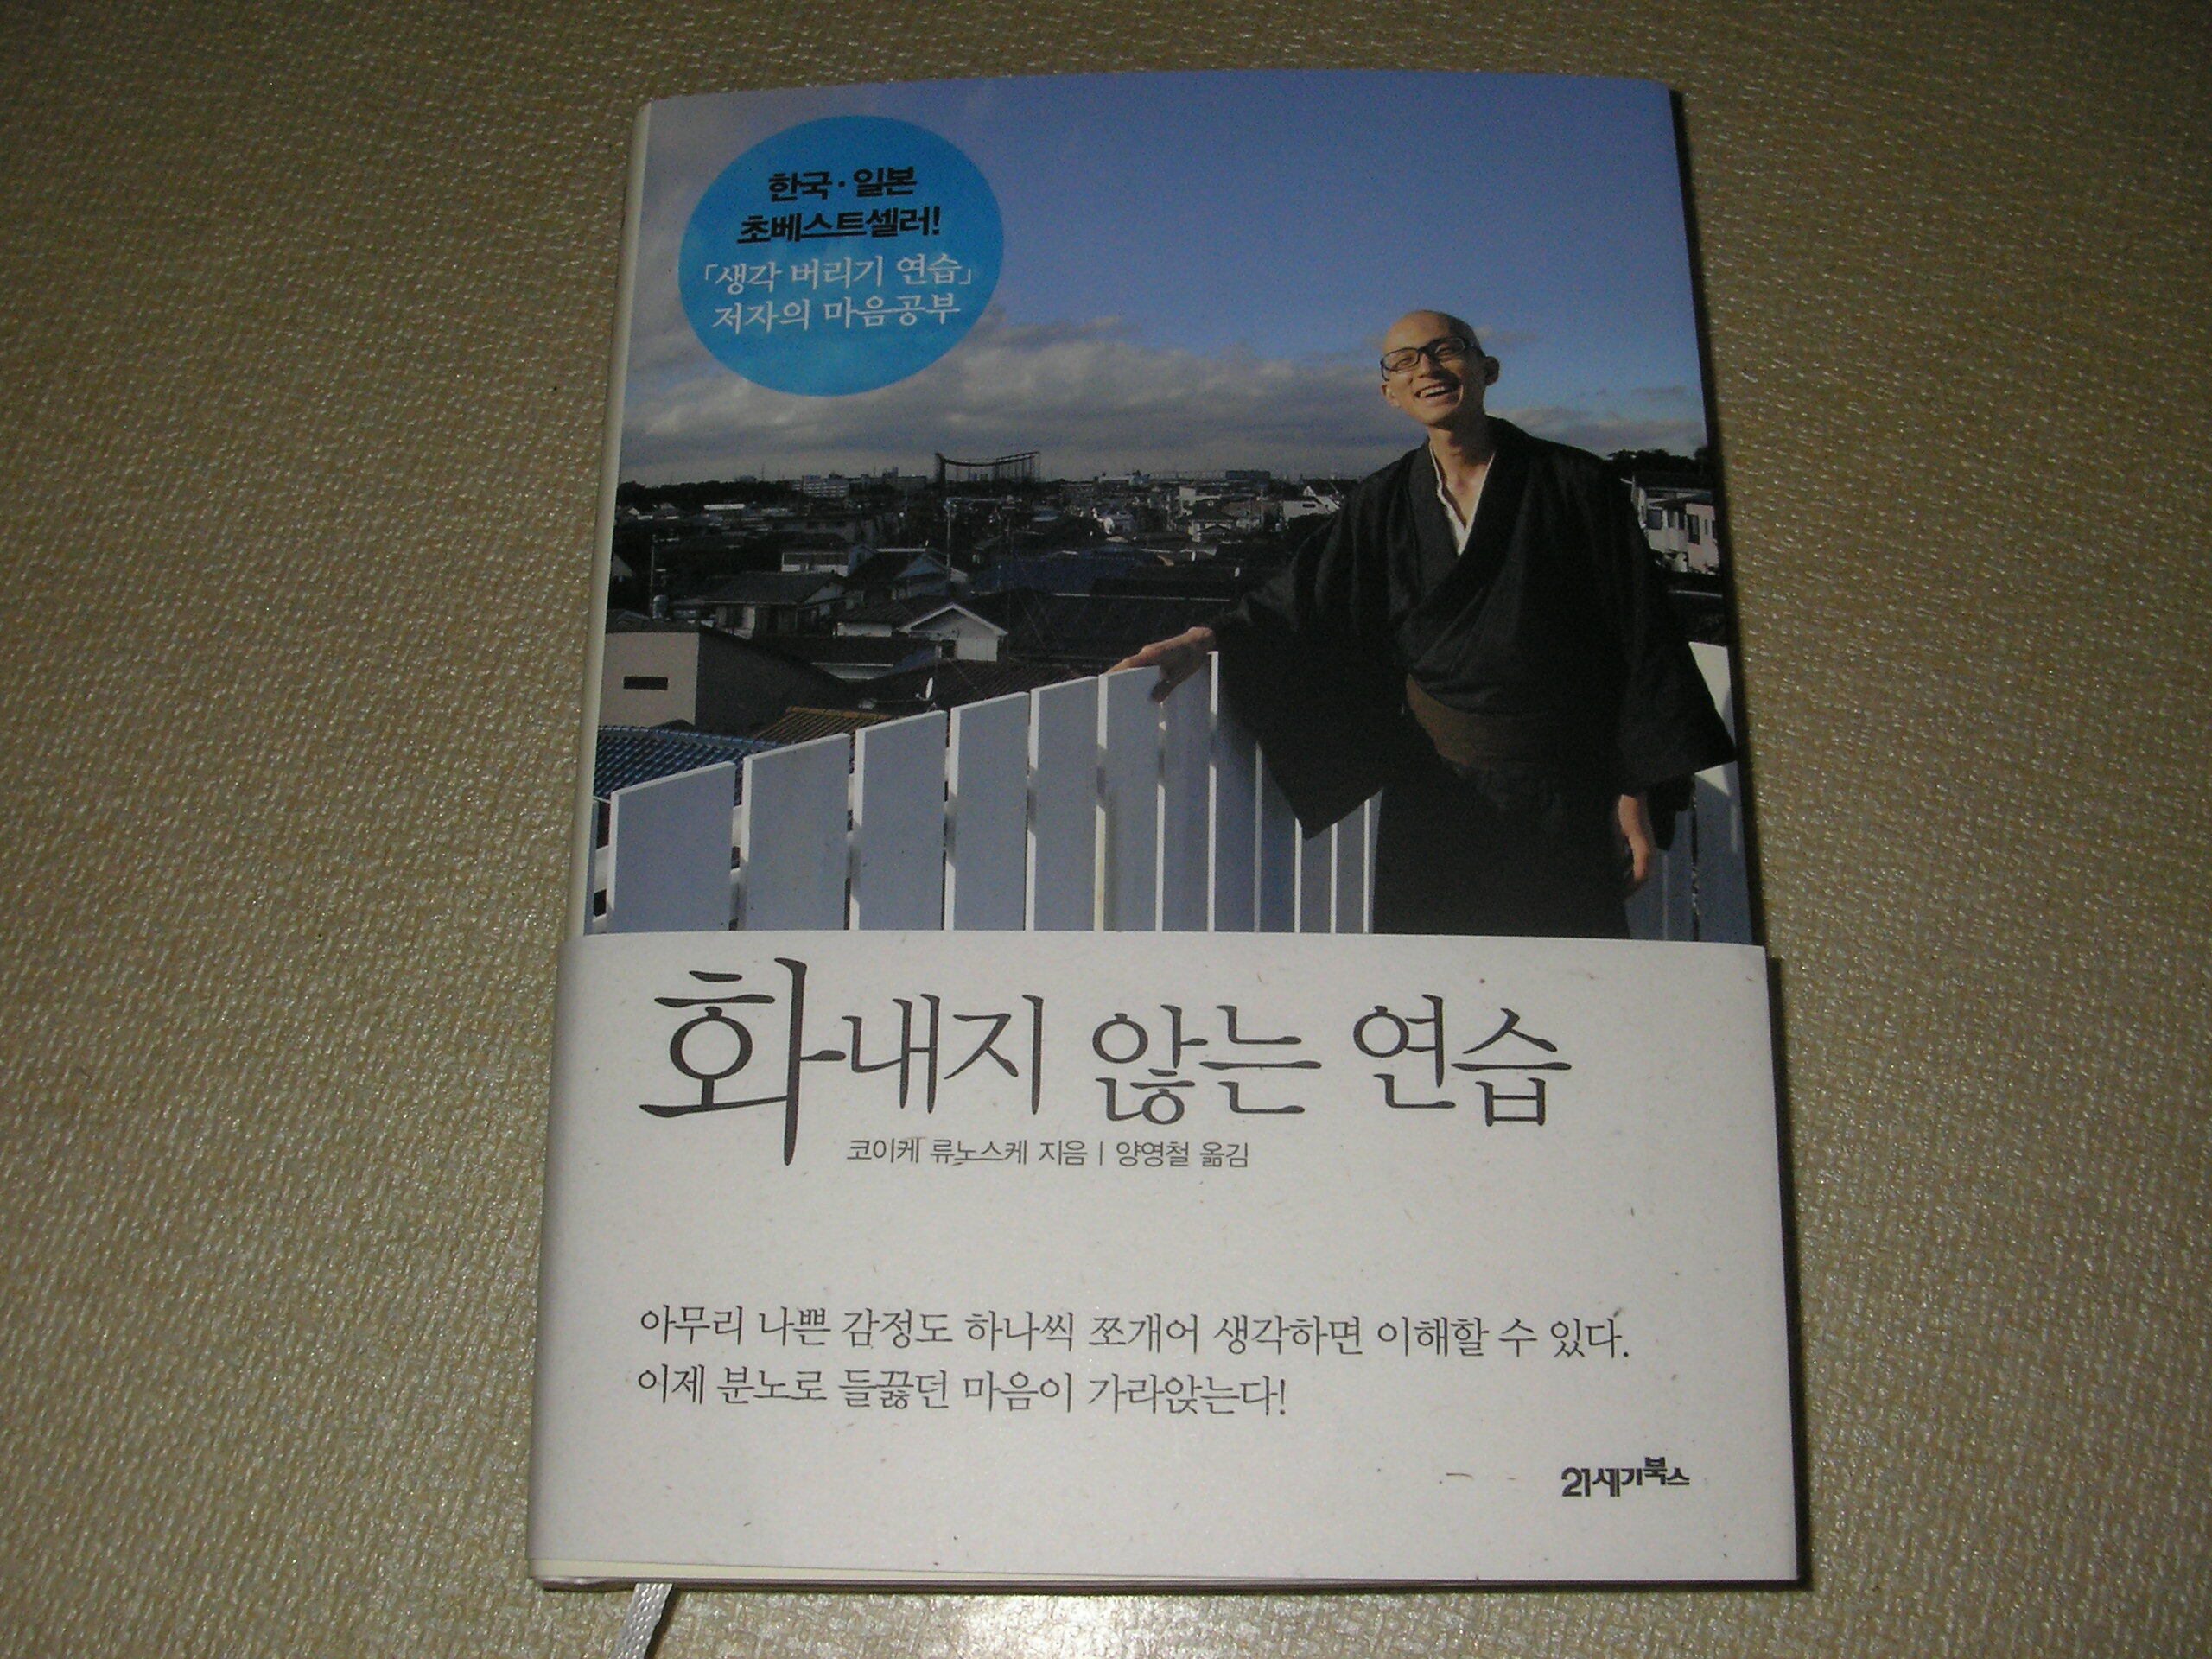 한국·일본
초베스트셀러!
「생각 버리기 연습」
저자의 마음공부
화내지 않는 연습
코이케 류노스케 지음 | 양영철 옮김
아무리 나쁜 감정도 하나씩 쪼개어 생각하면 이해할 수 있다.
이제 분노로 들끓던 마음이 가라앉는다!
21세기북스